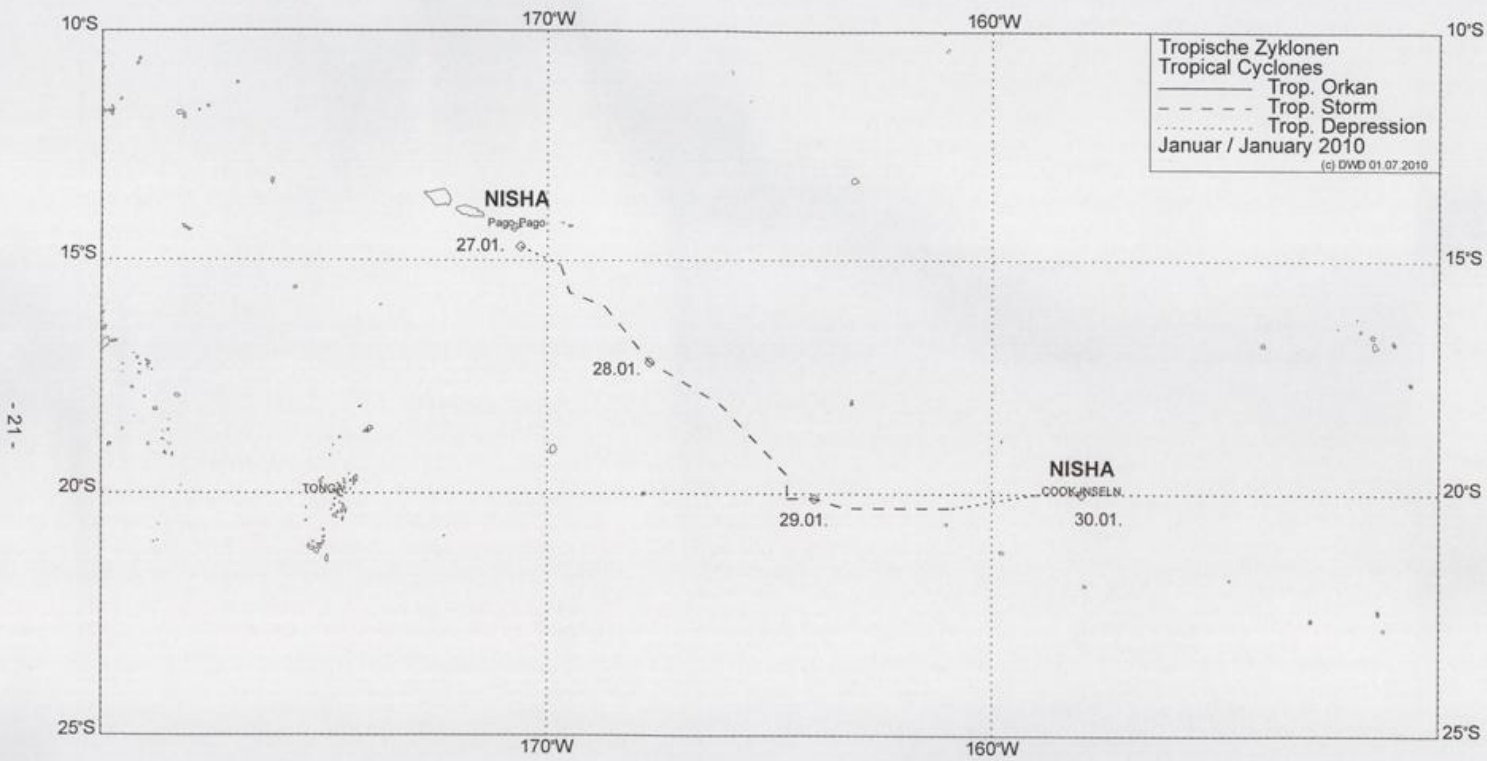 170°W 160°W
10°S 10°S
Tropische Zyklonen
Tropical Cyclones
Trop. Orkan
Trop. Storm
Trop. Depression
Januar / January 2010
(c) DWD 01.07.2010
NISHA
Pago-Pago
27.01.
15°S 15°S
28.01.
- 21 -
NISHA
TONGA COOK-INSELN
20°S 20°S
29.01. 30.01.
25°S 25°S
170°W 160°W